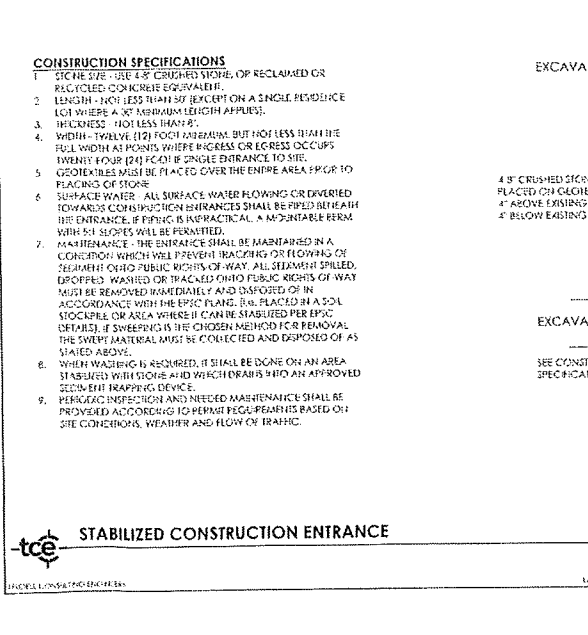 CONSTRUCTION SPECIFICATIONS
1 STONE SIZE - USE 4-8" CRUSHED STONE, OR RECLAIMED OR
RECYCLED CONCRETE EQUIVALENT.
2 LENGTH - NOT LESS THAN 50' (EXCEPT ON A SINGLE RESIDENCE
LOT WHERE A 30' MINIMUM LENGTH APPLIES).
3. THICKNESS - NOT LESS THAN 8".
4. WIDTH - TWELVE (12) FOOT MINIMUM, BUT NOT LESS THAN THE
FULL WIDTH AT POINTS WHERE INGRESS OR EGRESS OCCURS
TWENTY FOUR (24) FOOT IF SINGLE ENTRANCE TO SITE.
5 GEOTEXTILES MUST BE PLACED OVER THE ENTIRE AREA PRIOR TO
PLACING OF STONE
6 SURFACE WATER - ALL SURFACE WATER FLOWING OR DIVERTED
TOWARDS CONSTRUCTION ENTRANCES SHALL BE PIPED BENEATH
THE ENTRANCE. IF PIPING IS IMPRACTICAL, A MOUNTABLE BERM
WITH 5:1 SLOPES WILL BE PERMITTED.
7. MAINTENANCE - THE ENTRANCE SHALL BE MAINTAINED IN A
CONDITION WHICH WILL PREVENT TRACKING OR FLOWING OF
SEDIMENT ONTO PUBLIC RIGHTS-OF-WAY. ALL SEDIMENT SPILLED,
DROPPED, WASHED OR TRACKED ONTO PUBLIC RIGHTS-OF-WAY
MUST BE REMOVED IMMEDIATELY AND DISPOSED OF IN
ACCORDANCE WITH THE EPSC PLANS. (I.e. PLACED IN A SOIL
STOCKPILE OR AREA WHERE IT CAN BE STABILIZED PER EPSC
DETAILS). IF SWEEPING IS THE CHOSEN METHOD FOR REMOVAL
THE SWEPT MATERIAL MUST BE COLLECTED AND DISPOSED OF AS
STATED ABOVE.
8. WHEN WASHING IS REQUIRED, IT SHALL BE DONE ON AN AREA
STABILIZED WITH STONE AND WHICH DRAINS INTO AN APPROVED
SEDIMENT TRAPPING DEVICE.
9. PERIODIC INSPECTION AND NEEDED MAINTENANCE SHALL BE
PROVIDED ACCORDING TO PERMIT REQUIREMENTS BASED ON
SITE CONDITIONS, WEATHER AND FLOW OF TRAFFIC.
EXCAVA
4 8" CRUSHED STON
PLACED ON GEOTE
4" ABOVE EXISTING
4" BELOW EXISTING
EXCAVA
SEE CONST
SPECIFICAT
tce
STABILIZED CONSTRUCTION ENTRANCE
CONSULTING ENGINEERS